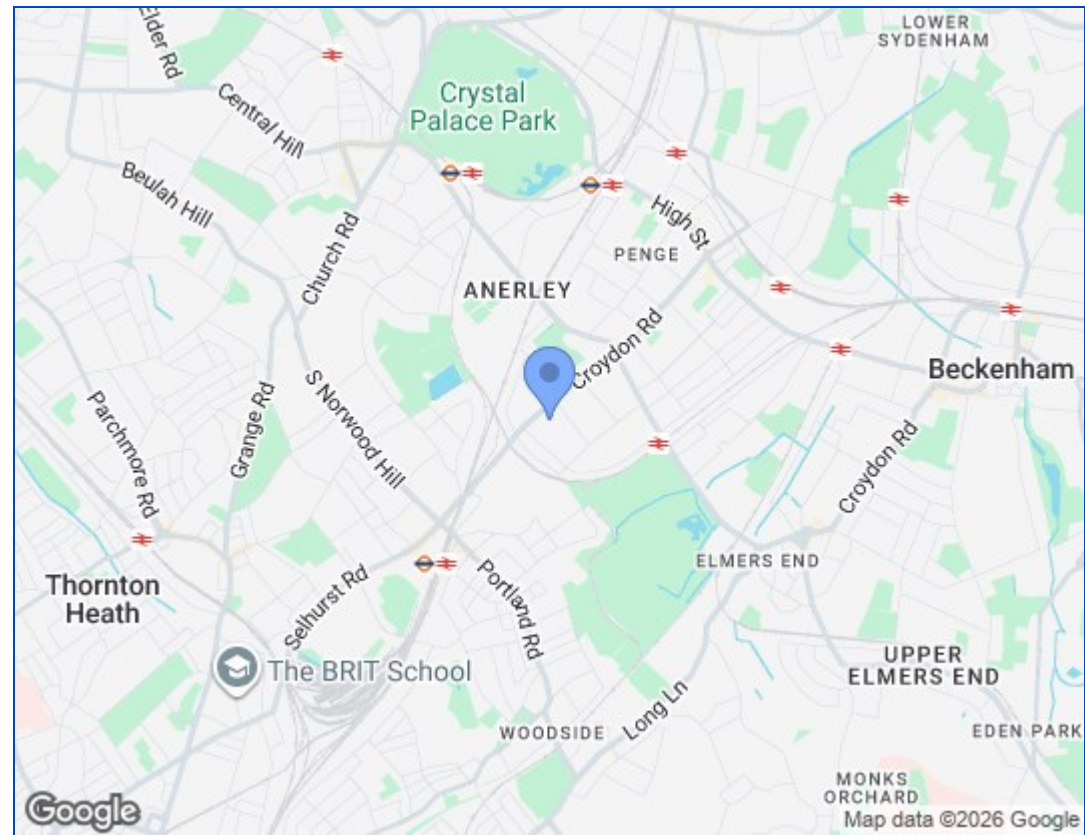 LOWER
SYDENHAM
Elder Rd
Central Hill
Crystal
Palace Park
Beulah Hill
Church Rd
High St
PENGE
ANERLEY
Croydon Rd
Beckenham
S Norwood Hill
Grange Rd
Parchmore Rd
Croydon Rd
ELMERS END
Thornton
Heath
Selhurst Rd
Portland Rd
The BRIT School
UPPER
ELMERS END
Long Ln
WOODSIDE
EDEN PARK
MONKS
ORCHARD
Google
Map data ©2026 Google